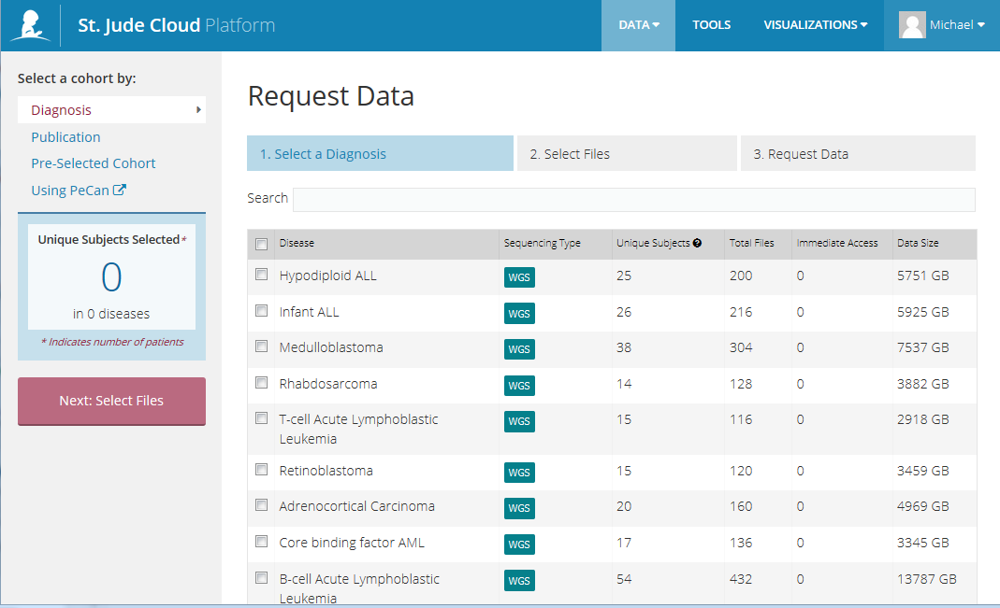 St. Jude Cloud Platform
DATA
TOOLS
VISUALIZATIONS
Michael
Select a cohort by:
Diagnosis
Publication
Pre-Selected Cohort
Using PeCan
Unique Subjects Selected*
0
in 0 diseases
* Indicates number of patients
Next: Select Files
Request Data
1. Select a Diagnosis
2. Select Files
3. Request Data
Search
Disease Sequencing Type Unique Subjects ? Total Files Immediate Access Data Size
Hypodiploid ALL WGS 25 200 0 5751 GB
Infant ALL WGS 26 216 0 5925 GB
Medulloblastoma WGS 38 304 0 7537 GB
Rhabdosarcoma WGS 14 128 0 3882 GB
T-cell Acute Lymphoblastic WGS 15 116 0 2918 GB
Leukemia
Retinoblastoma WGS 15 120 0 3459 GB
Adrenocortical Carcinoma WGS 20 160 0 4969 GB
Core binding factor AML WGS 17 136 0 3345 GB
B-cell Acute Lymphoblastic WGS 54 432 0 13787 GB
Leukemia